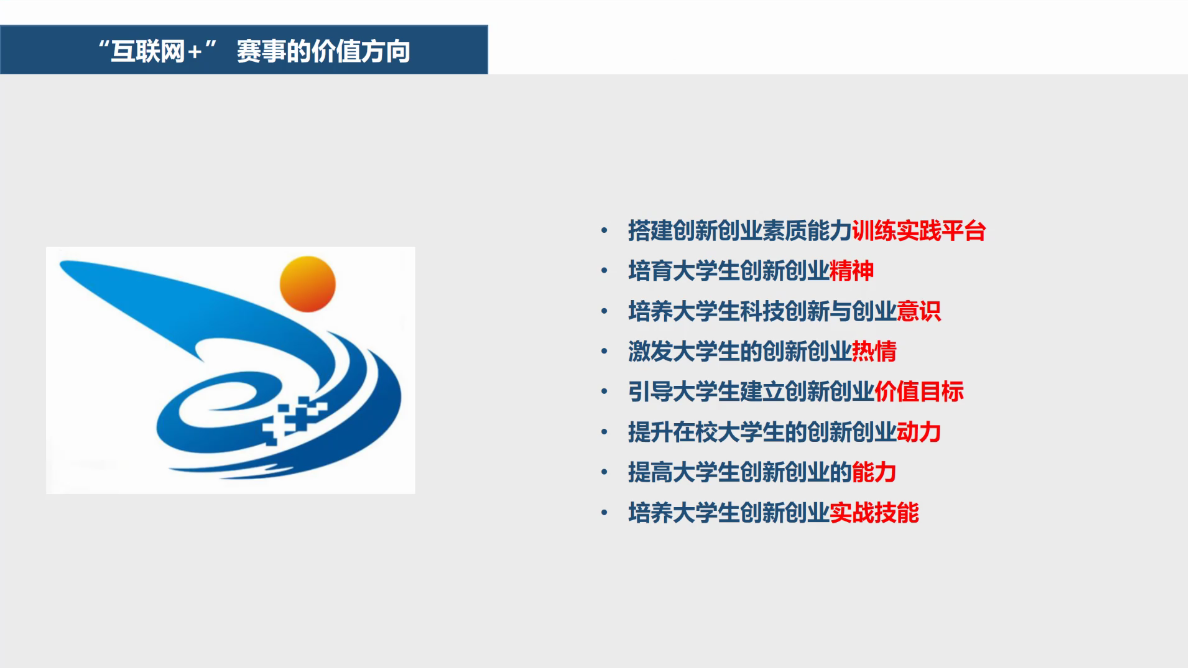 “互联网+” 赛事的价值方向
• 搭建创新创业素质能力训练实践平台
• 培育大学生创新创业精神
• 培养大学生科技创新与创业意识
• 激发大学生的创新创业热情
• 引导大学生建立创新创业价值目标
• 提升在校大学生的创新创业动力
• 提高大学生创新创业的能力
• 培养大学生创新创业实战技能